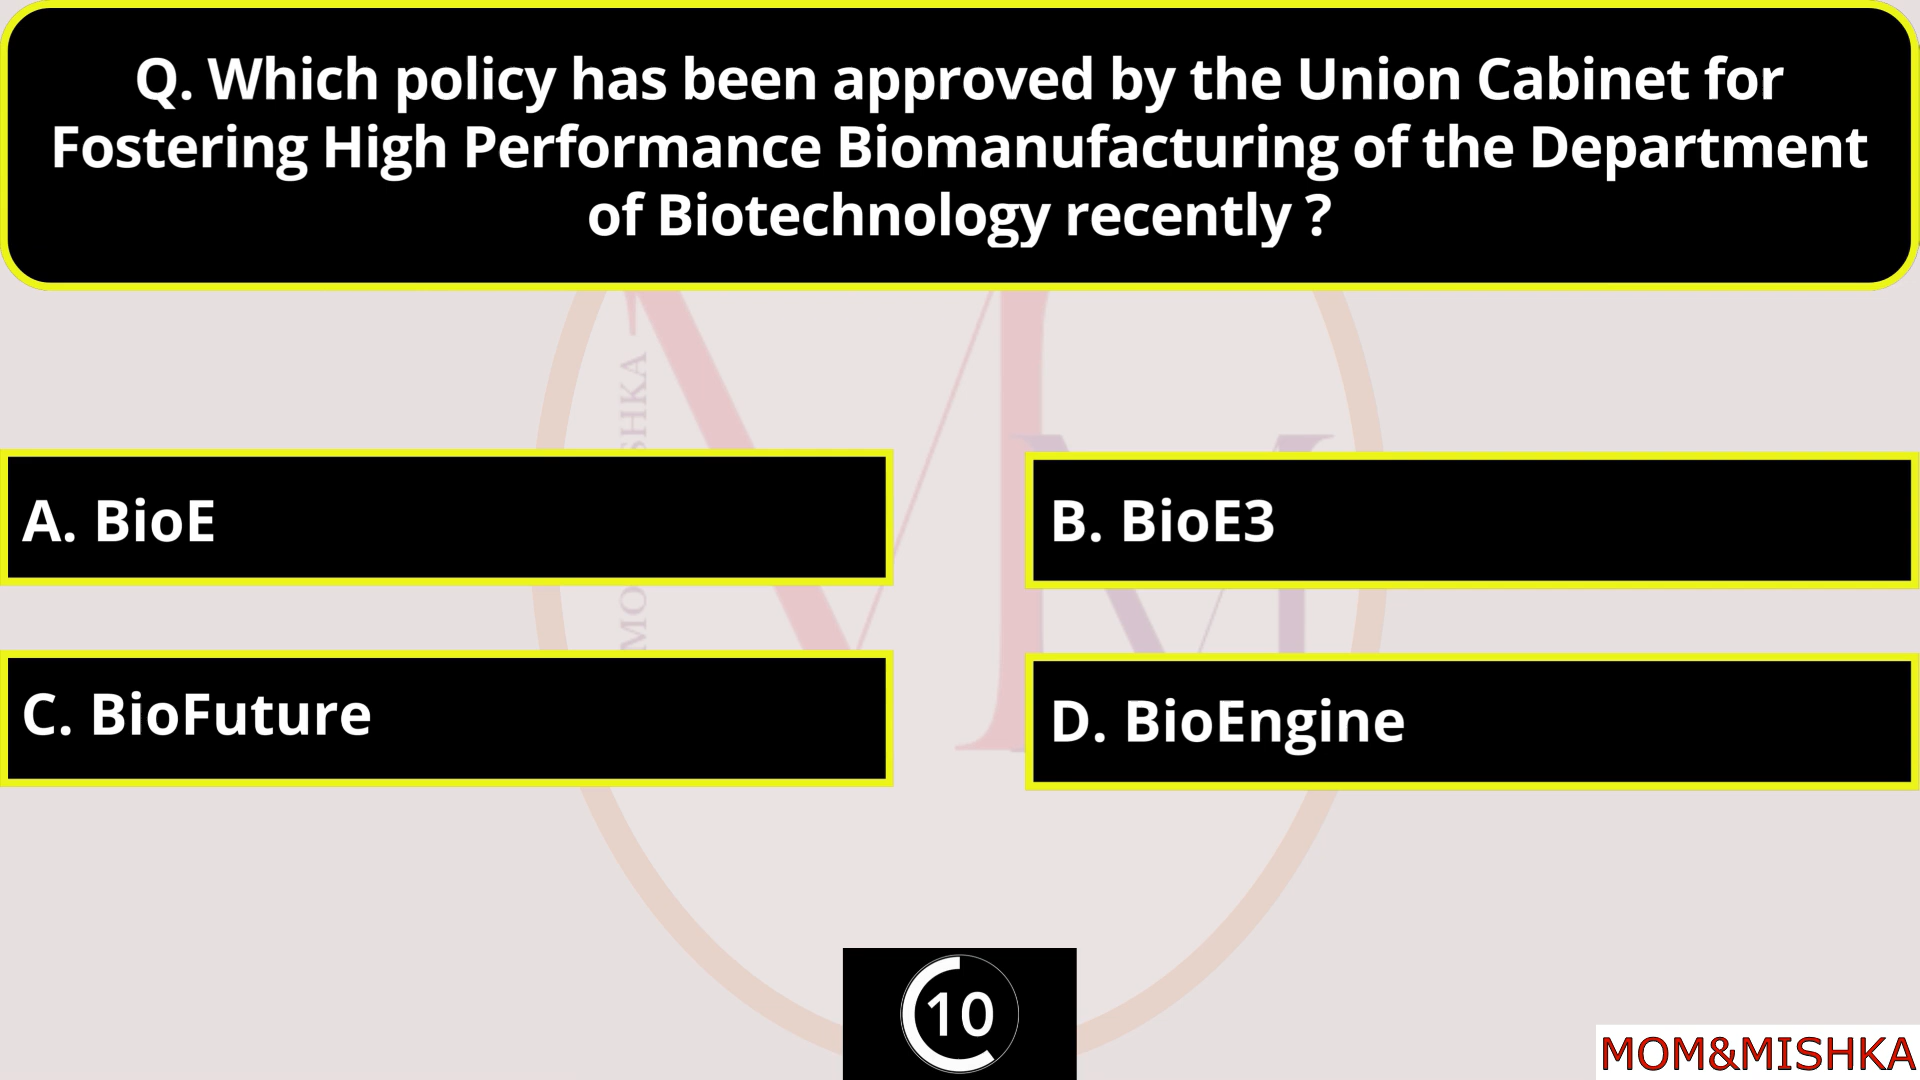 Q. Which policy has been approved by the Union Cabinet for
Fostering High Performance Biomanufacturing of the Department
of Biotechnology recently ?
A. BioE
B. BioE3
C. BioFuture
D. BioEngine
10
MOM&MISHKA